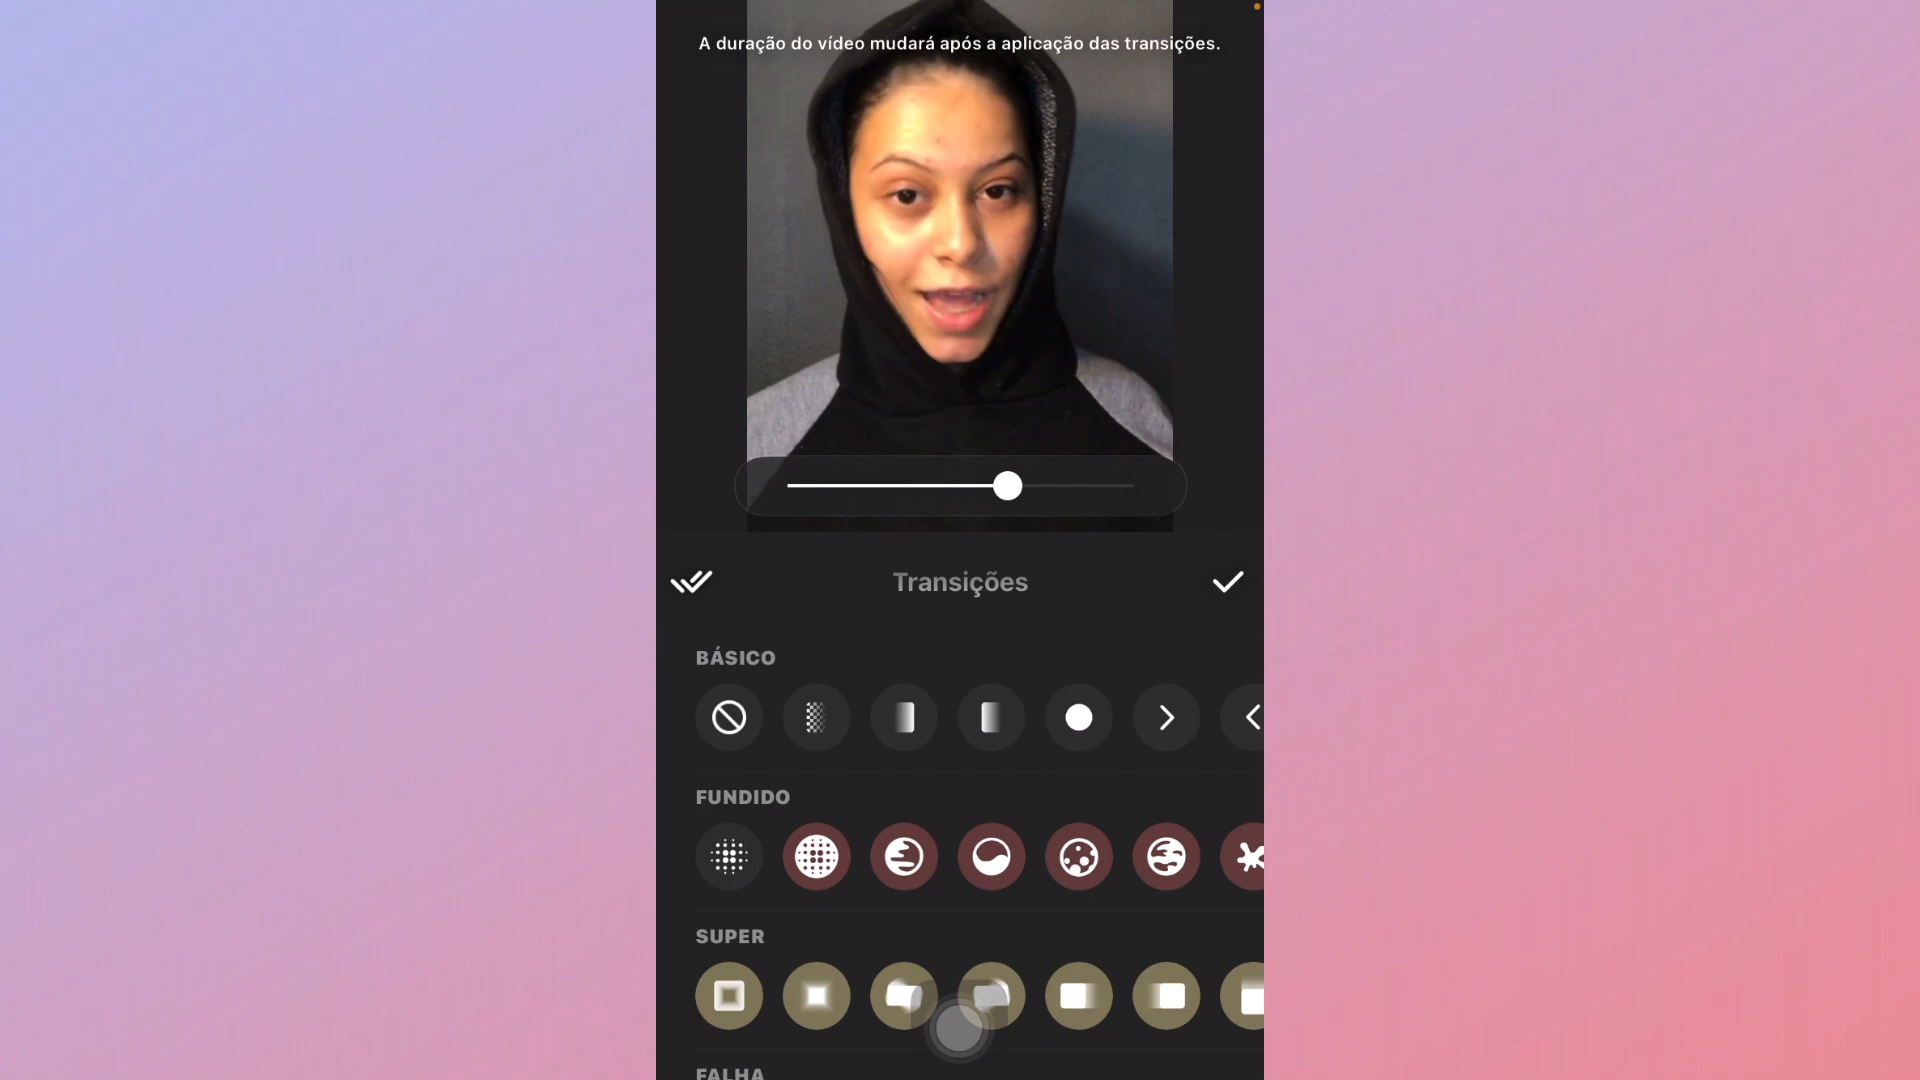 A duração do vídeo mudará após a aplicação das transições.
Transições
BÁSICO
FUNDIDO
SUPER
FALHA